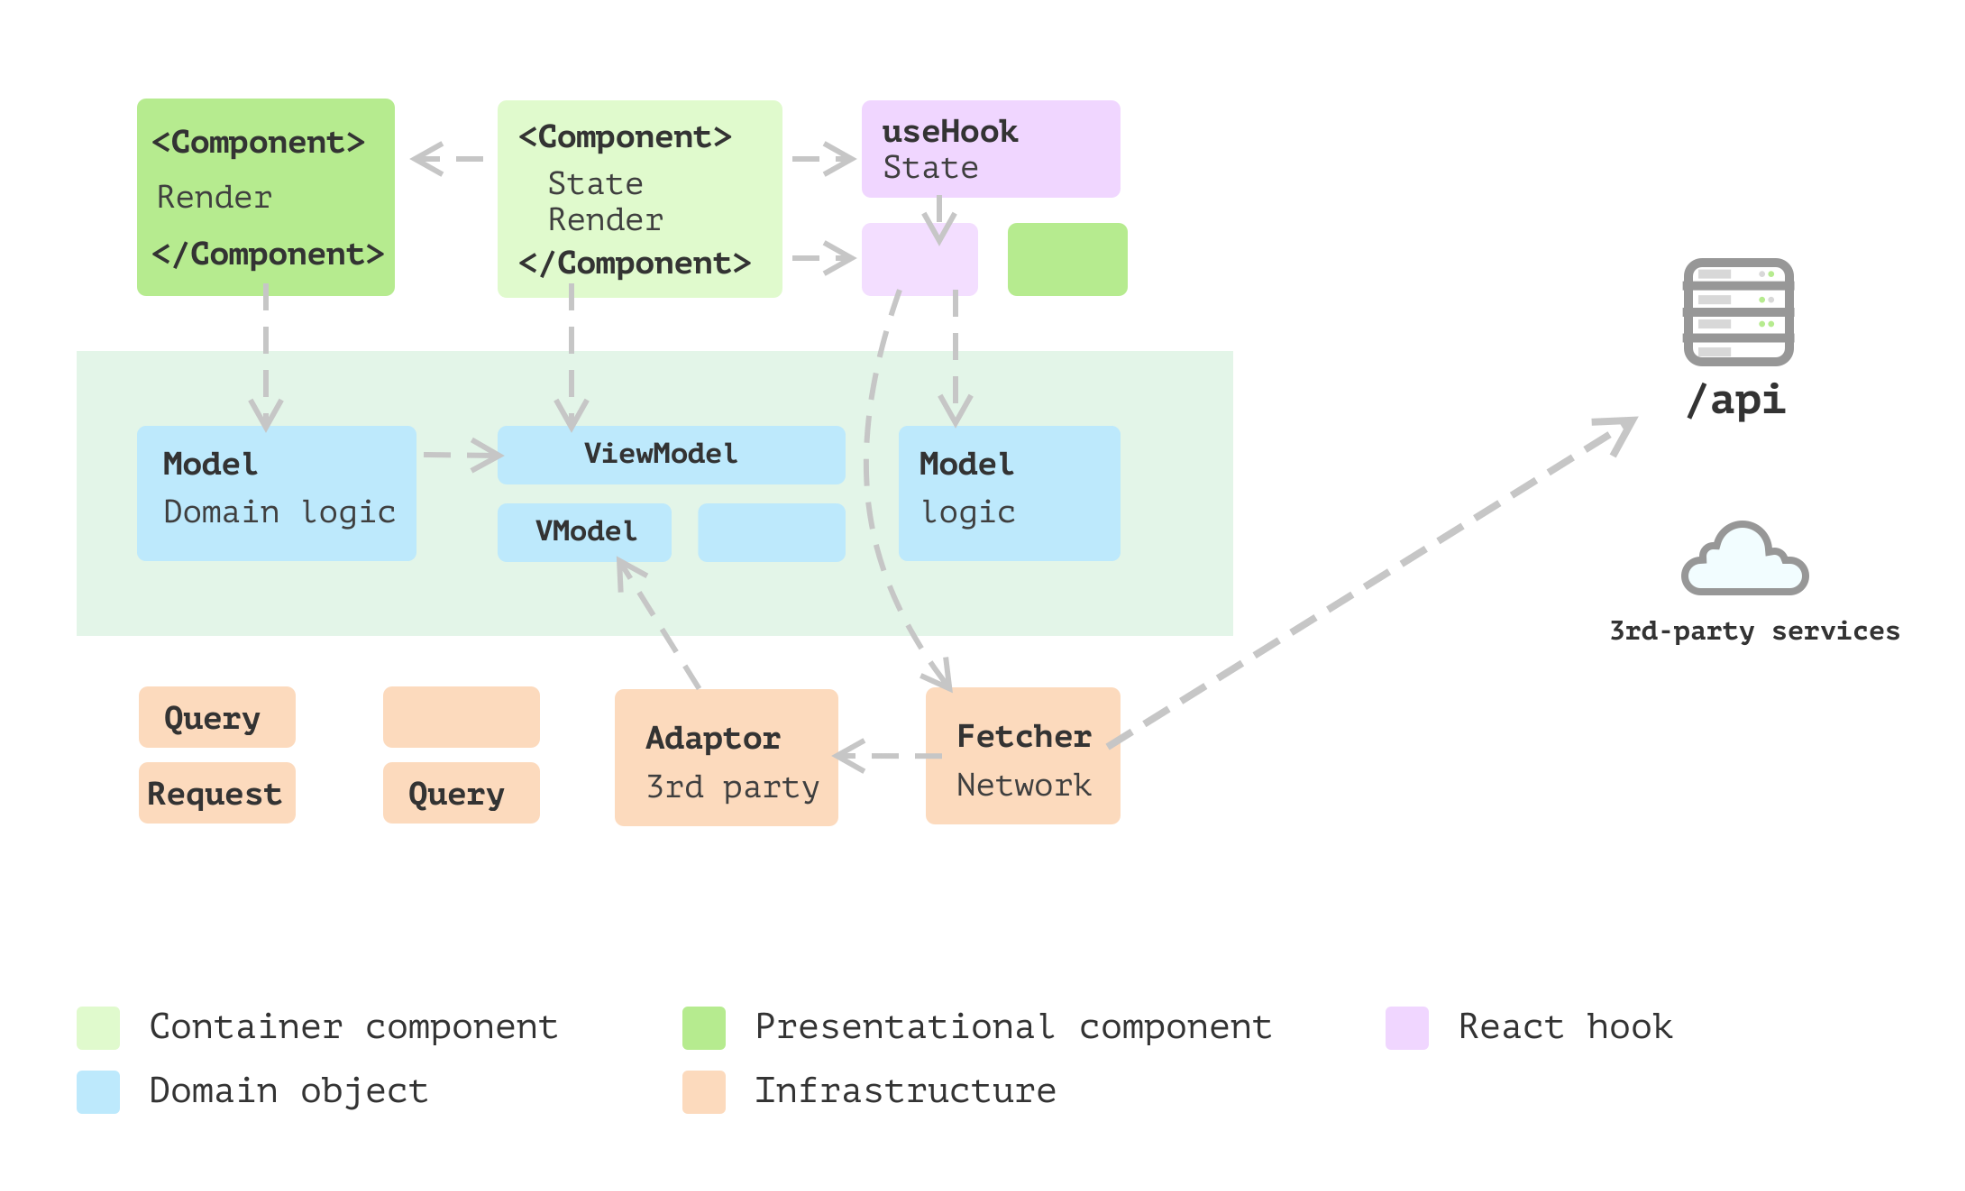 <Component>
Render
</Component>
<Component>
State
Render
</Component>
useHook
State
/api
3rd-party services
Model
Domain logic
ViewModel
VModel
Model
logic
Query
Request
Query
Adaptor
3rd party
Fetcher
Network
Container component
Presentational component
React hook
Domain object
Infrastructure